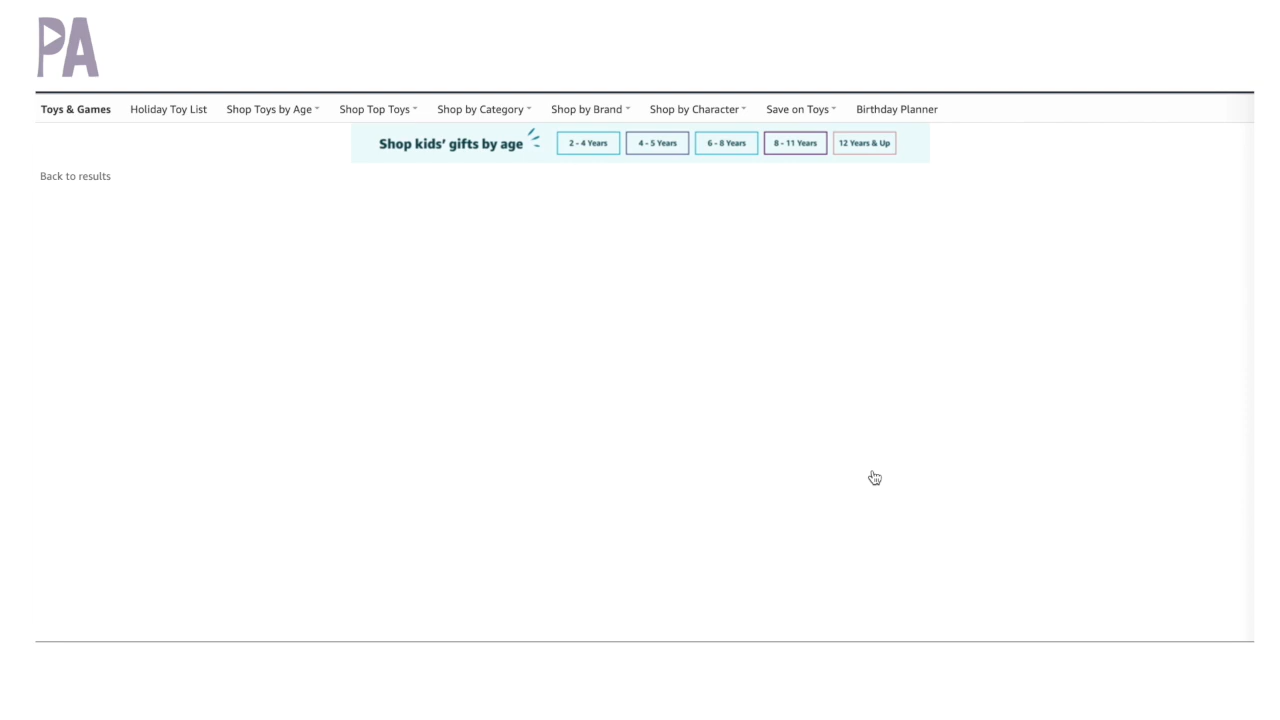 PA
Toys & Games Holiday Toy List Shop Toys by Age Shop Top Toys Shop by Category Shop by Brand Shop by Character Save on Toys Birthday Planner
Shop kids' gifts by age 2 - 4 Years 4 - 5 Years 6 - 8 Years 8 - 11 Years 12 Years & Up
Back to results